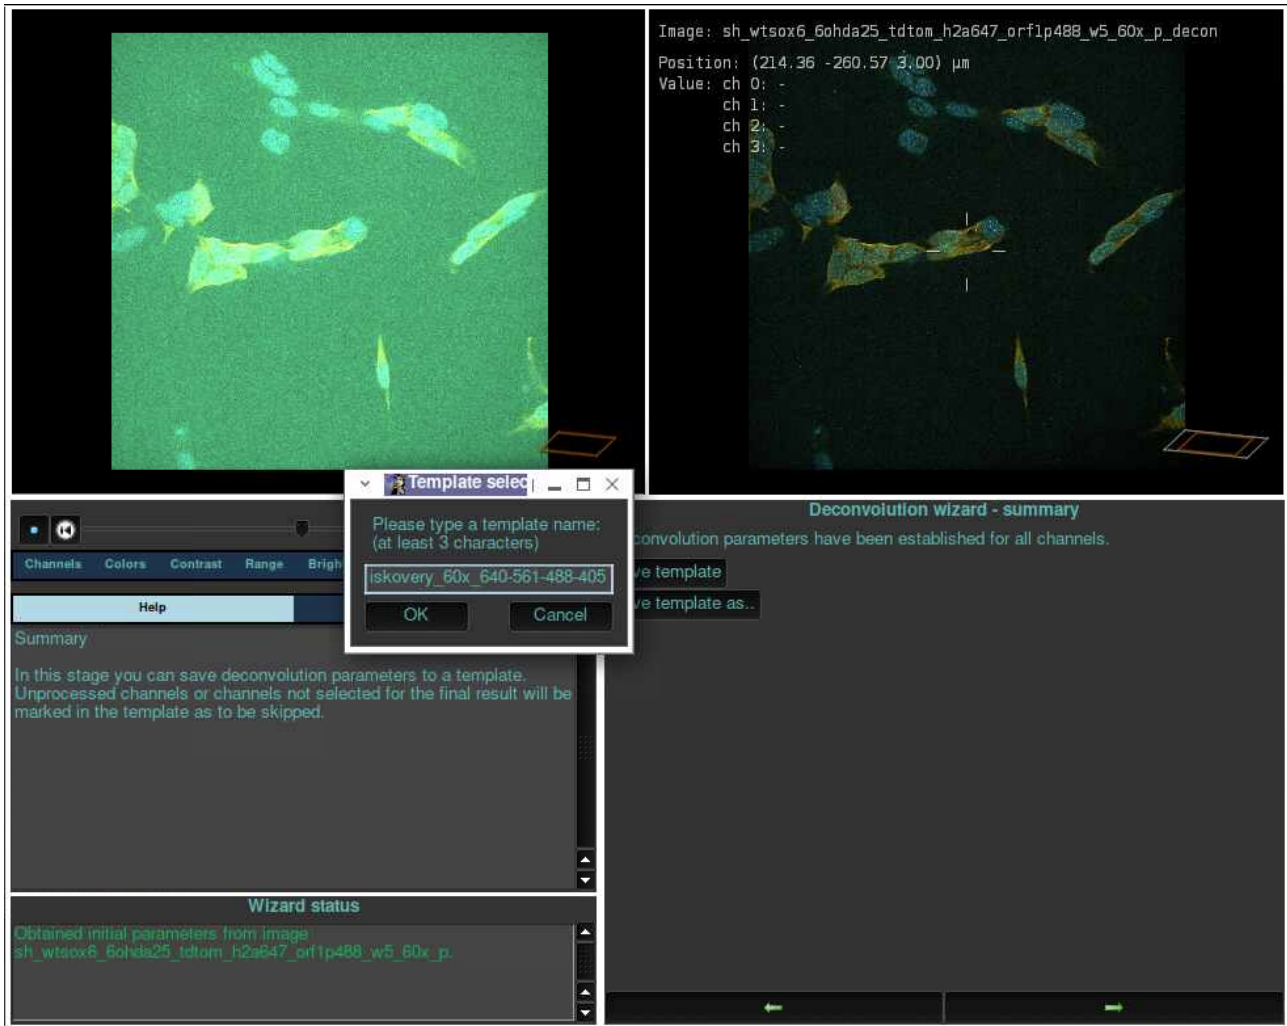 Image: sh_wtsox6_6ohda25_tdtom_h2a647_orf1p488_w5_60x_p_decon
Position: (214.36 -260.57 3.00) µm
Value: ch 0: -
ch 1: -
ch 2: -
ch 3: -
Template selec
Please type a template name:
(at least 3 characters)
iskovery_60x_640-561-488-405
OK Cancel
Channels Colors Contrast Range Brigh
Help
Summary
In this stage you can save deconvolution parameters to a template.
Unprocessed channels or channels not selected for the final result will be
marked in the template as to be skipped.
Wizard status
Obtained initial parameters from image
sh_wtsox6_6ohda25_tdtom_h2a647_orf1p488_w5_60x_p.
Deconvolution wizard - summary
convolution parameters have been established for all channels.
ve template
ve template as..